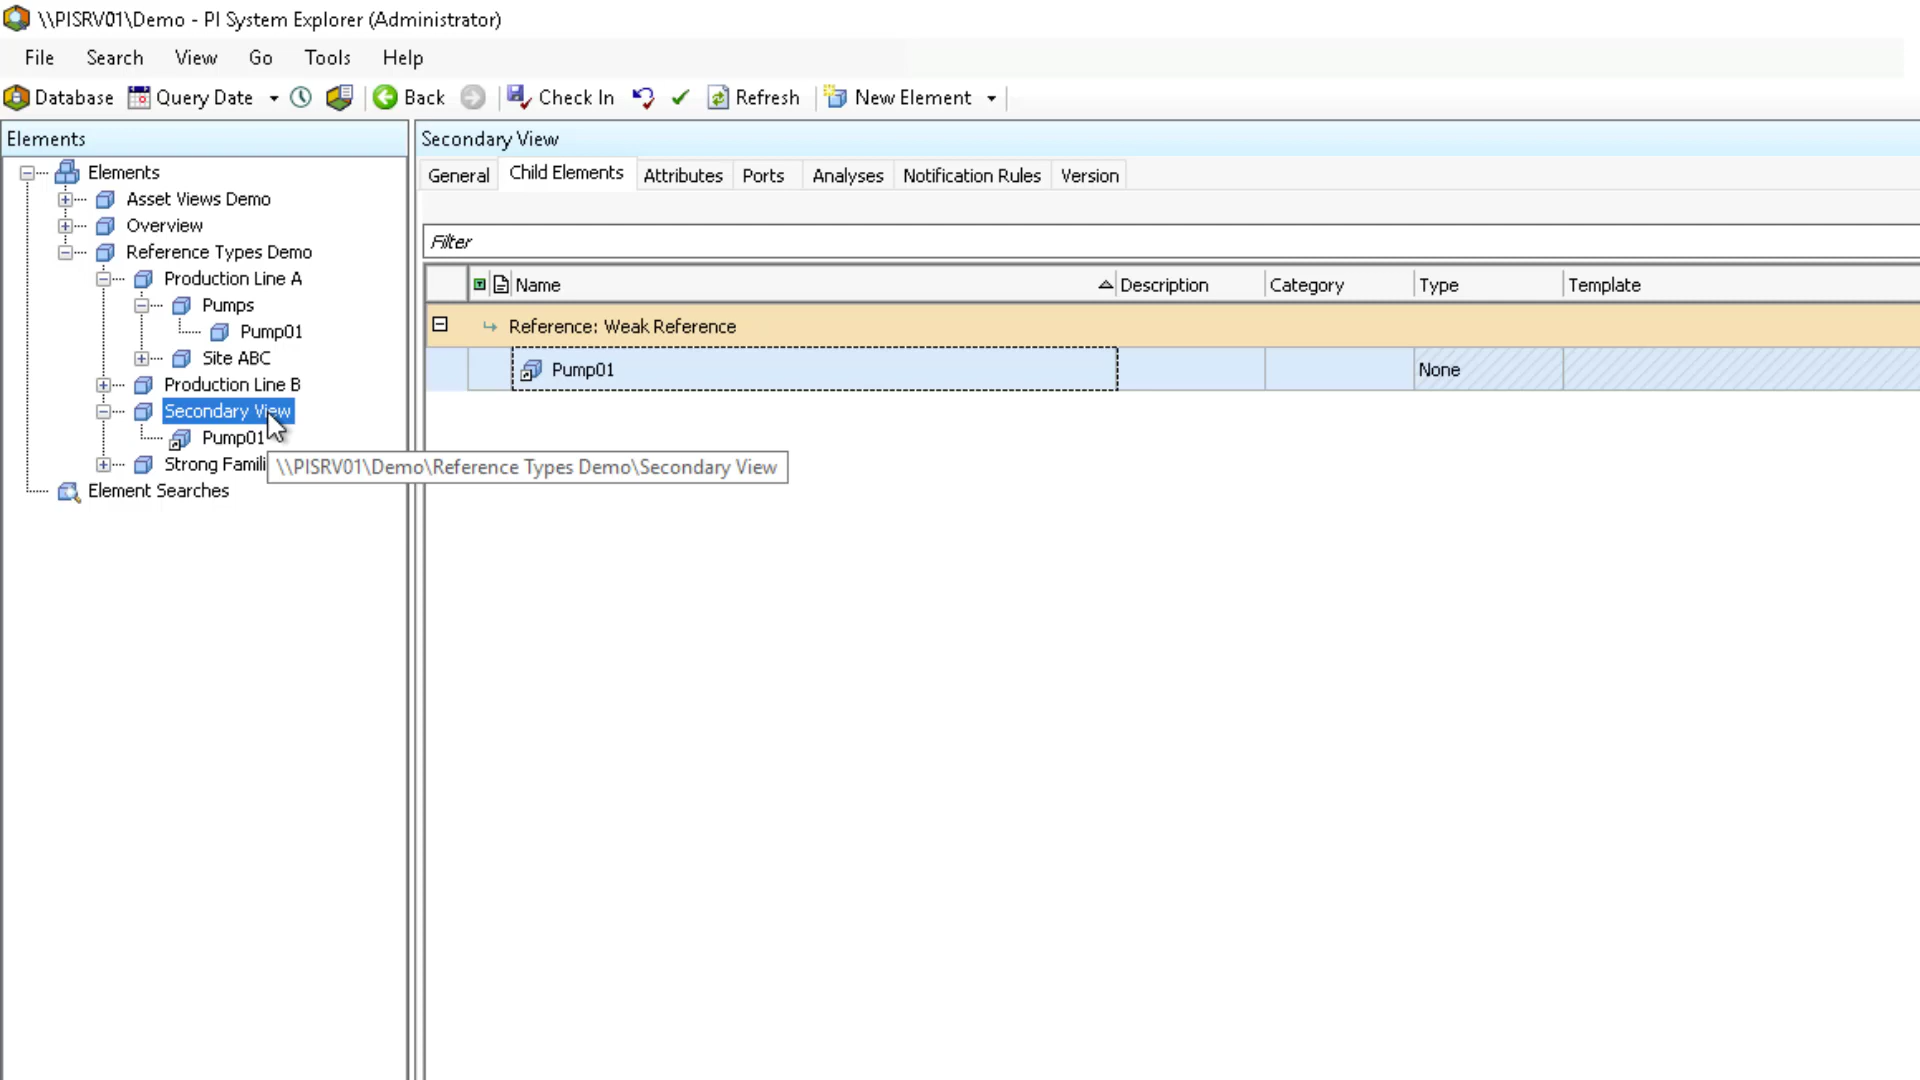 \\PISRV01\Demo - PI System Explorer (Administrator)
File Search View Go Tools Help
Database Query Date Back Check In Refresh New Element
Elements
Elements
Asset Views Demo
Overview
Reference Types Demo
Production Line A
Pumps
Pump01
Site ABC
Production Line B
Secondary View
Pump01
Strong Famili
Element Searches
\\PISRV01\Demo\Reference Types Demo\Secondary View
Secondary View
General Child Elements Attributes Ports Analyses Notification Rules Version
Filter
Name Description Category Type Template
Reference: Weak Reference
Pump01 None